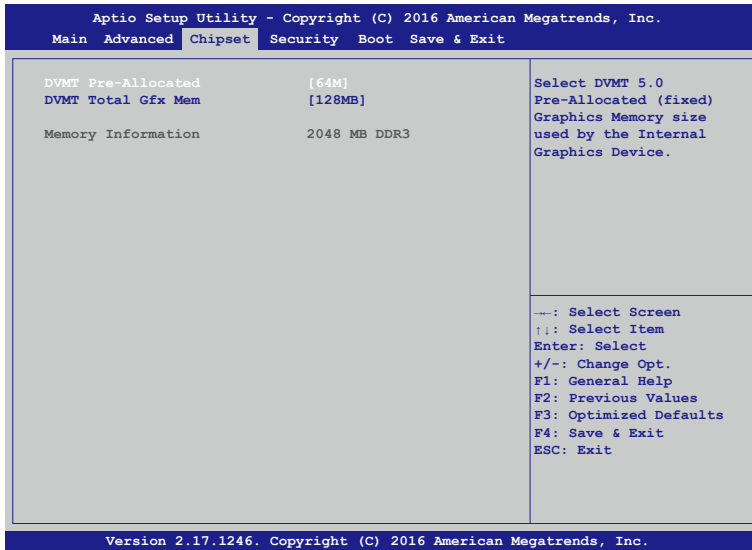 Aptio Setup Utility - Copyright (C) 2016 American Megatrends, Inc.
Main Advanced Chipset Security Boot Save & Exit
DVMT Pre-Allocated [64M]
DVMT Total Gfx Mem [128MB]
Memory Information 2048 MB DDR3
Select DVMT 5.0
Pre-Allocated (fixed)
Graphics Memory size
used by the Internal
Graphics Device.
→←: Select Screen
↑↓: Select Item
Enter: Select
+/-: Change Opt.
F1: General Help
F2: Previous Values
F3: Optimized Defaults
F4: Save & Exit
ESC: Exit
Version 2.17.1246. Copyright (C) 2016 American Megatrends, Inc.